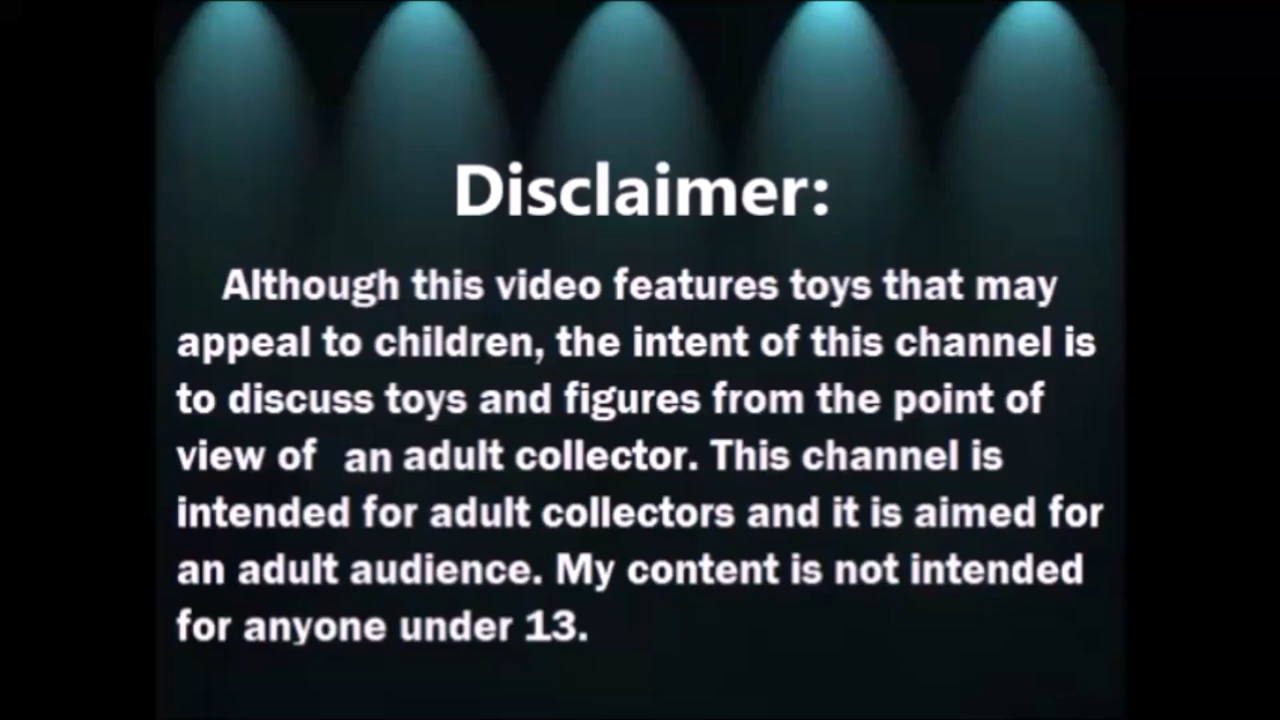 Disclaimer:
Although this video features toys that may
appeal to children, the intent of this channel is
to discuss toys and figures from the point of
view of an adult collector. This channel is
intended for adult collectors and it is aimed for
an adult audience. My content is not intended
for anyone under 13.